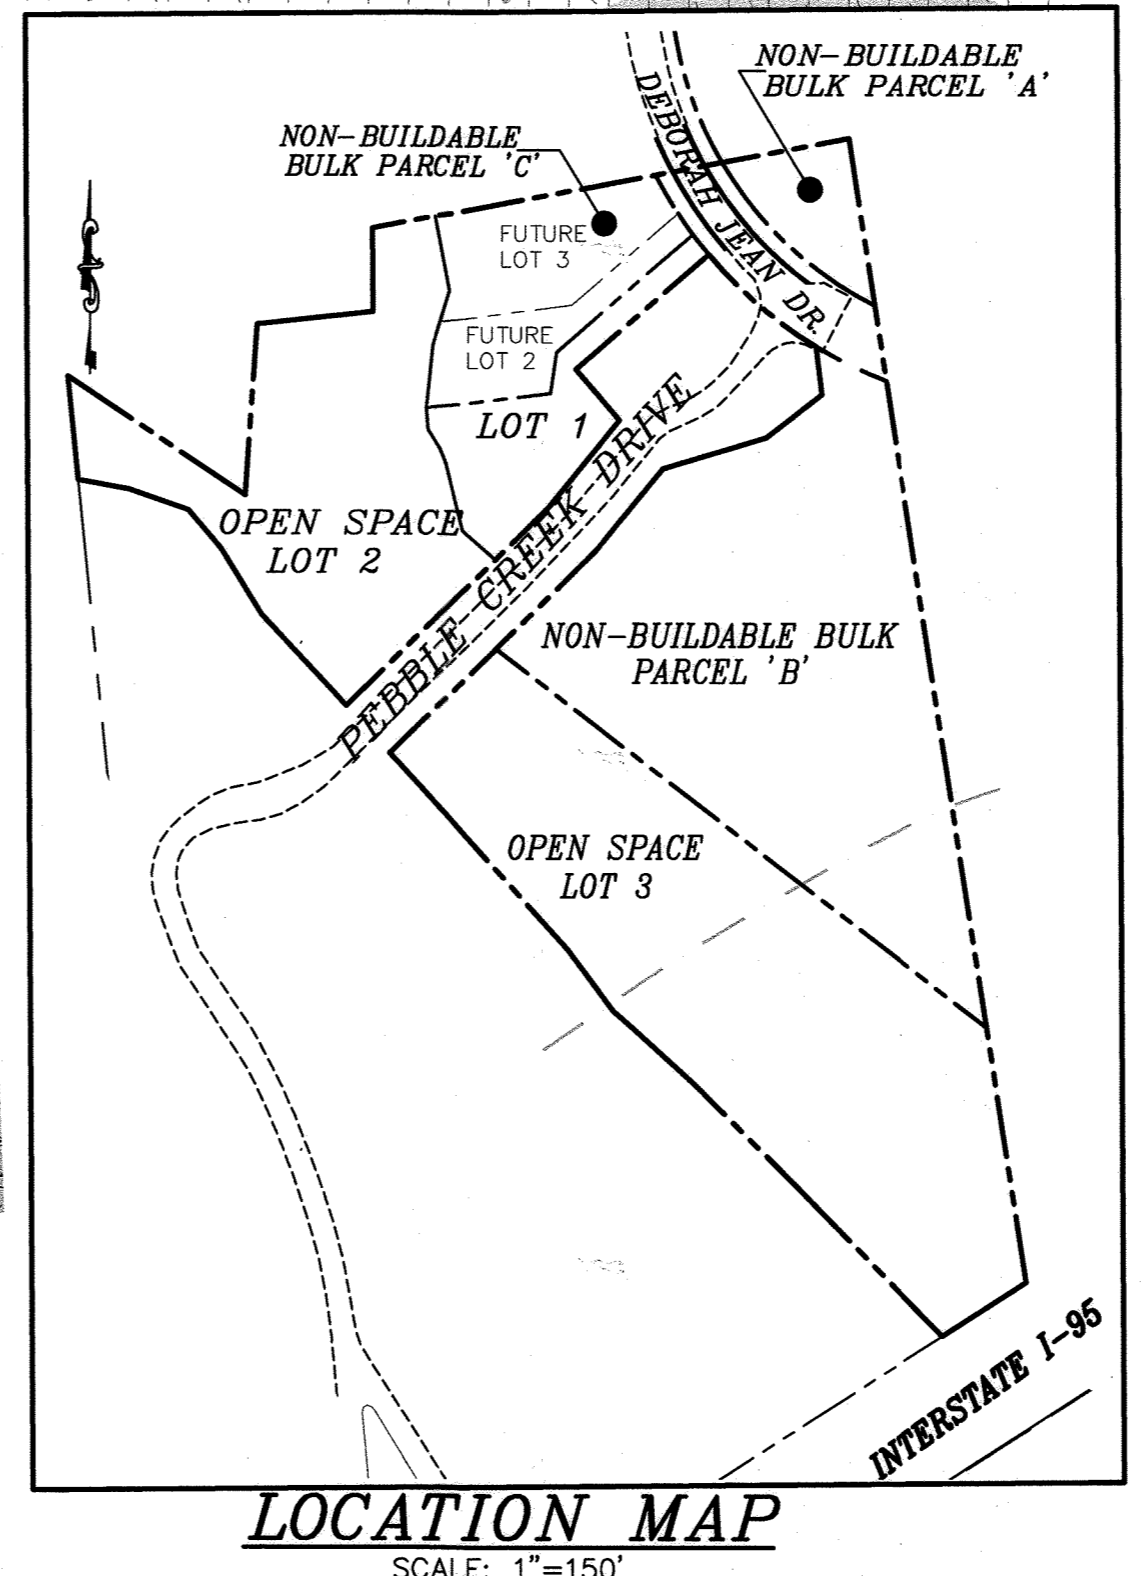 NON-BUILDABLE
BULK PARCEL 'A'
NON-BUILDABLE
BULK PARCEL 'C'
DEBORAH JEAN DR.
FUTURE
LOT 3
FUTURE
LOT 2
LOT 1
PEBBLE CREEK DRIVE
OPEN SPACE
LOT 2
NON-BUILDABLE BULK
PARCEL 'B'
OPEN SPACE
LOT 3
INTERSTATE I-95
LOCATION MAP
SCALE: 1"=150'